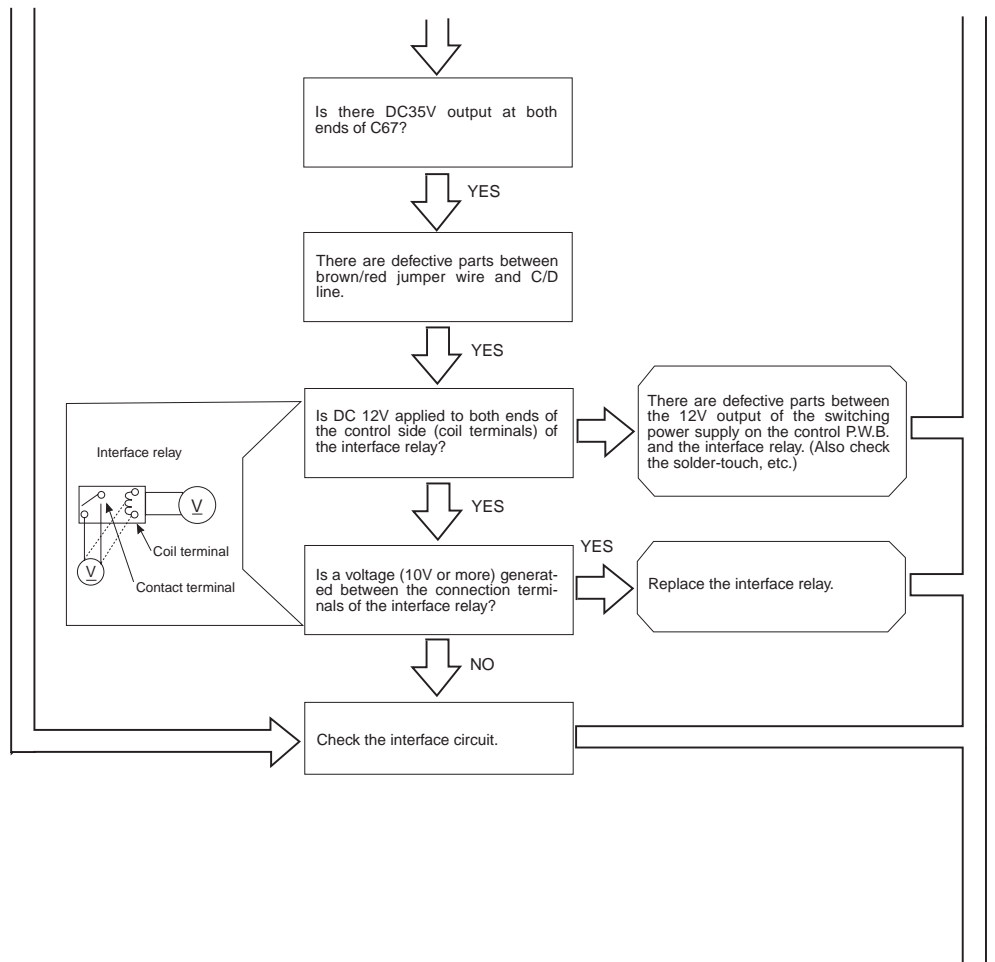 Is there DC35V output at both
ends of C67?
YES
There are defective parts between
brown/red jumper wire and C/D
line.
YES
Is DC 12V applied to both ends of
the control side (coil terminals) of
the interface relay?
There are defective parts between
the 12V output of the switching
power supply on the control P.W.B.
and the interface relay. (Also check
the solder-touch, etc.)
Interface relay
V
Coil terminal
V
Contact terminal
YES
Is a voltage (10V or more) generat-
ed between the connection termi-
nals of the interface relay?
YES
Replace the interface relay.
NO
Check the interface circuit.